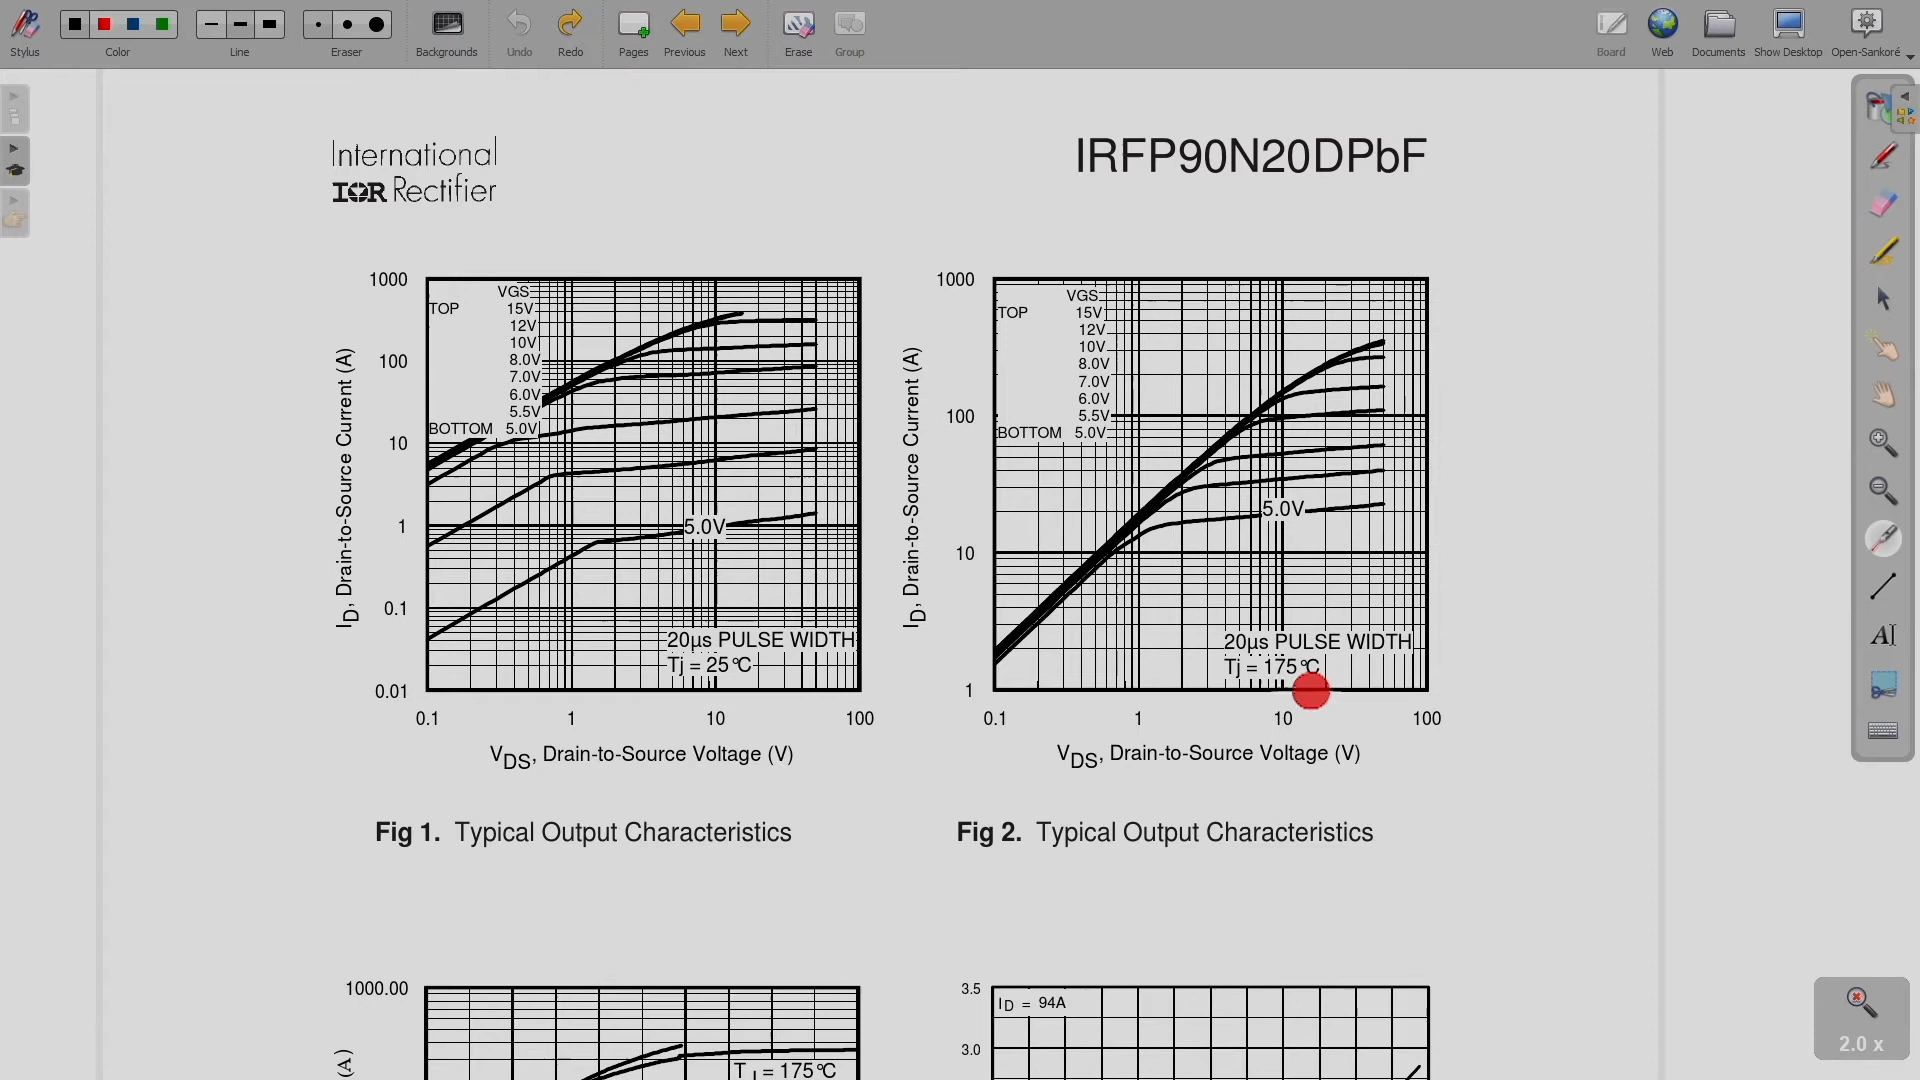 Stylus
Color
Line
Eraser
Backgrounds
Undo
Redo
Pages
Previous
Next
Erase
Group
Board
Web
Documents
Show Desktop
Open-Sankoré
International
IOR Rectifier
IRFP90N20DPbF
1000
100
10
1
0.1
0.01
ID, Drain-to-Source Current (A)
VGS
TOP 15V
12V
10V
8.0V
7.0V
6.0V
5.5V
BOTTOM 5.0V
5.0V
20µs PULSE WIDTH
Tj = 25°C
0.1 1 10 100
VDS, Drain-to-Source Voltage (V)
1000
100
10
1
ID, Drain-to-Source Current (A)
VGS
TOP 15V
12V
10V
8.0V
7.0V
6.0V
5.5V
BOTTOM 5.0V
5.0V
20µs PULSE WIDTH
Tj = 175°C
0.1 1 10 100
VDS, Drain-to-Source Voltage (V)
Fig 1. Typical Output Characteristics
Fig 2. Typical Output Characteristics
1000.00
(A)
TJ = 175°C
3.5
3.0
ID = 94A
AI
2.0 x